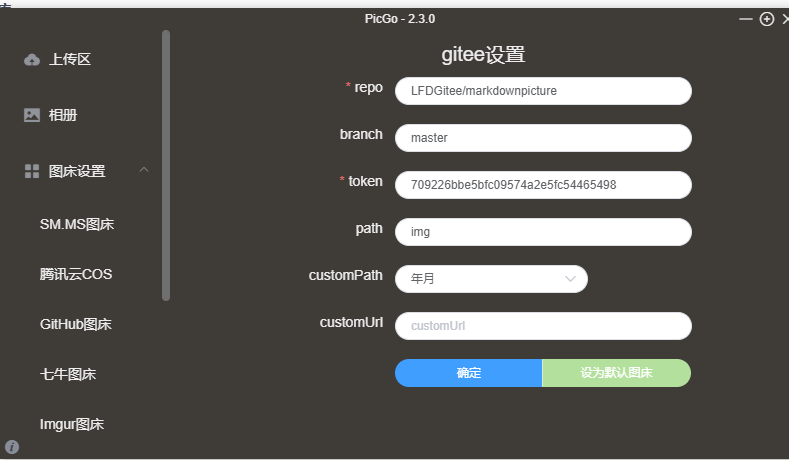 PicGo - 2.3.0
上传区
相册
图床设置
SM.MS图床
腾讯云COS
GitHub图床
七牛图床
Imgur图床
gitee设置
* repo LFDGitee/markdownpicture
branch master
* token 709226bbe5bfc09574a2e5fc54465498
path img
customPath 年月
customUrl customUrl
确定 设为默认图床